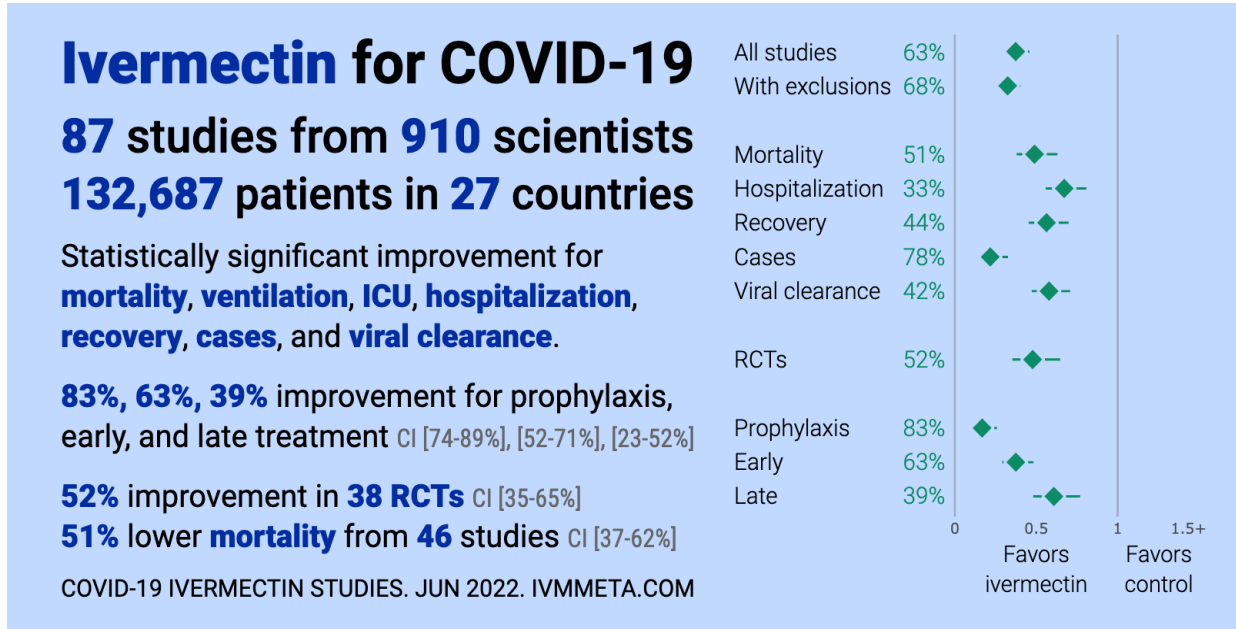 Ivermectin for COVID-19
87 studies from 910 scientists
132,687 patients in 27 countries
Statistically significant improvement for
mortality, ventilation, ICU, hospitalization,
recovery, cases, and viral clearance.
83%, 63%, 39% improvement for prophylaxis,
early, and late treatment CI [74-89%], [52-71%], [23-52%]
52% improvement in 38 RCTs CI [35-65%]
51% lower mortality from 46 studies CI [37-62%]
COVID-19 IVERMECTIN STUDIES. JUN 2022. IVMMETA.COM
All studies 63%
With exclusions 68%
Mortality 51%
Hospitalization 33%
Recovery 44%
Cases 78%
Viral clearance 42%
RCTs 52%
Prophylaxis 83%
Early 63%
Late 39%
0 0.5 1 1.5+
Favors Favors
ivermectin control